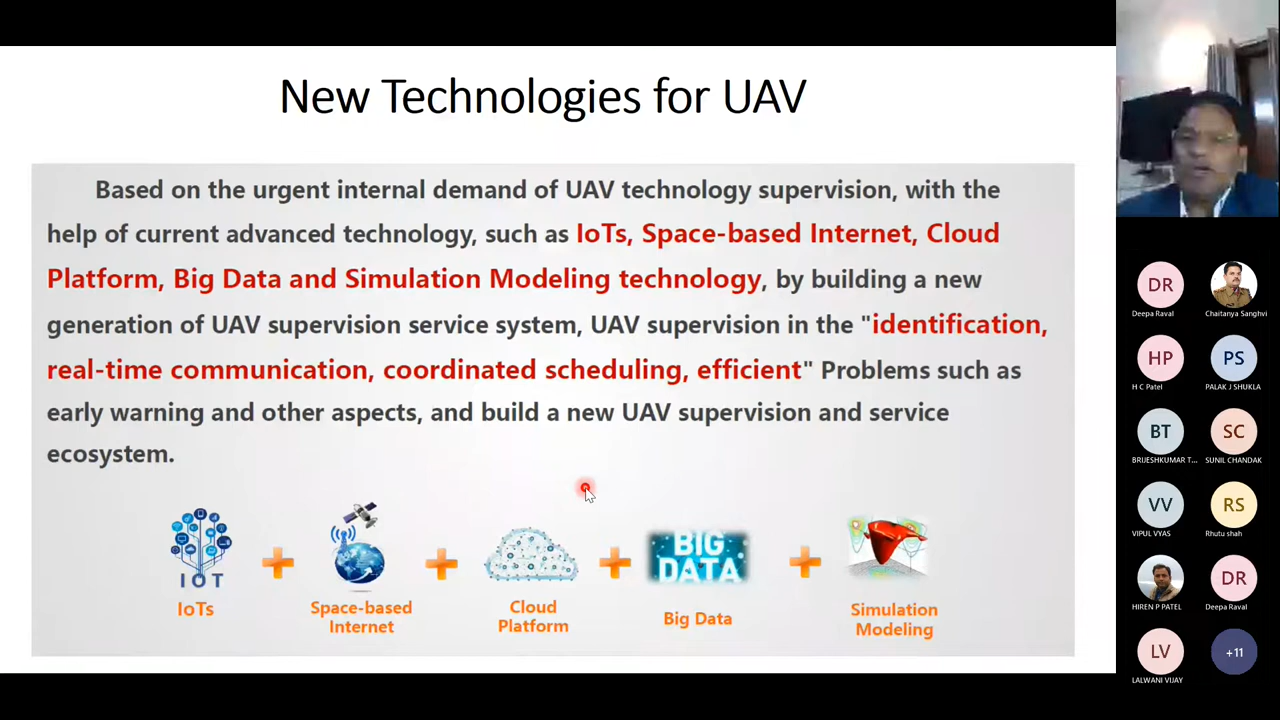 New Technologies for UAV
Based on the urgent internal demand of UAV technology supervision, with the
help of current advanced technology, such as IoTs, Space-based Internet, Cloud
Platform, Big Data and Simulation Modeling technology, by building a new
generation of UAV supervision service system, UAV supervision in the "identification,
real-time communication, coordinated scheduling, efficient" Problems such as
early warning and other aspects, and build a new UAV supervision and service
ecosystem.
IOT
BIG
DATA
IoTs
Space-based
Internet
Cloud
Platform
Big Data
Simulation
Modeling
DR
Deepa Raval
Chaitanya Sanghvi
HP
H C Patel
PS
PALAK J SHUKLA
BT
BRIJESHKUMAR T...
SC
SUNIL CHANDAK
VV
VIPUL VYAS
RS
Rhutu shah
HIREN P PATEL
DR
Deepa Raval
LV
LALWANI VIJAY
+11